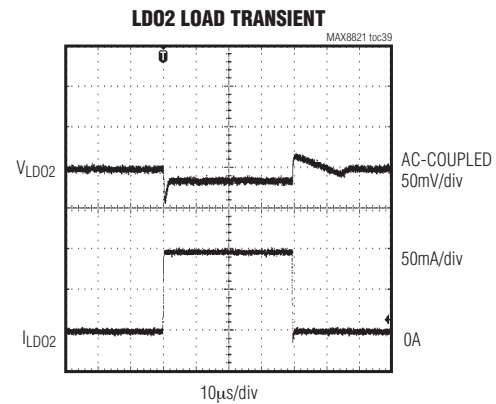 LDO2 LOAD TRANSIENT
MAX8821 toc39
T
VLDO2
AC-COUPLED
50mV/div
50mA/div
ILDO2
0A
10µs/div